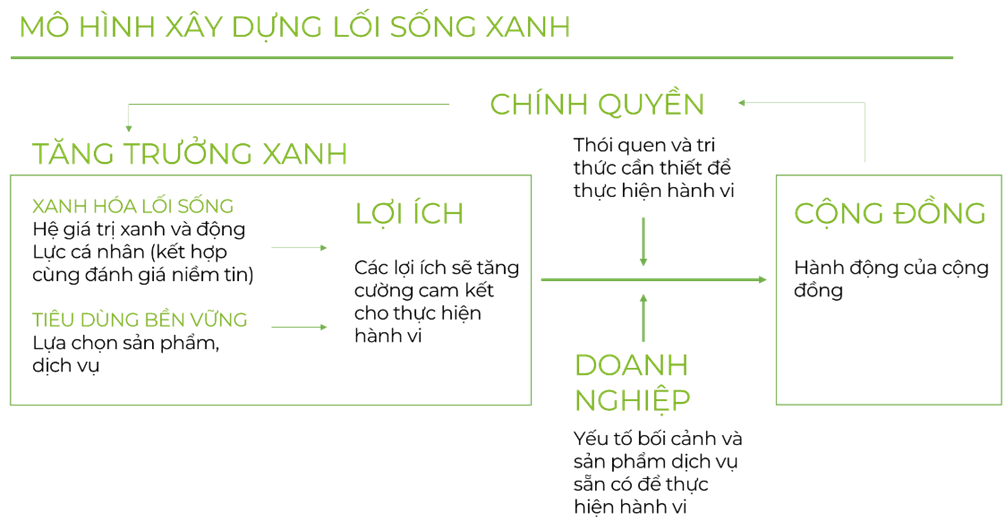 MÔ HÌNH XÂY DỰNG LỐI SỐNG XANH
CHÍNH QUYỀN
Thói quen và tri
thức cần thiết để
thực hiện hành vi
TĂNG TRƯỞNG XANH
XANH HÓA LỐI SỐNG
Hệ giá trị xanh và động
Lực cá nhân (kết hợp
cùng đánh giá niềm tin)
TIÊU DÙNG BỀN VỮNG
Lựa chọn sản phẩm,
dịch vụ
LỢI ÍCH
Các lợi ích sẽ tăng
cường cam kết
cho thực hiện
hành vi
DOANH
NGHIỆP
Yếu tố bối cảnh và
sản phẩm dịch vụ
sẵn có để thực
hiện hành vi
CỘNG ĐỒNG
Hành động của cộng
đồng